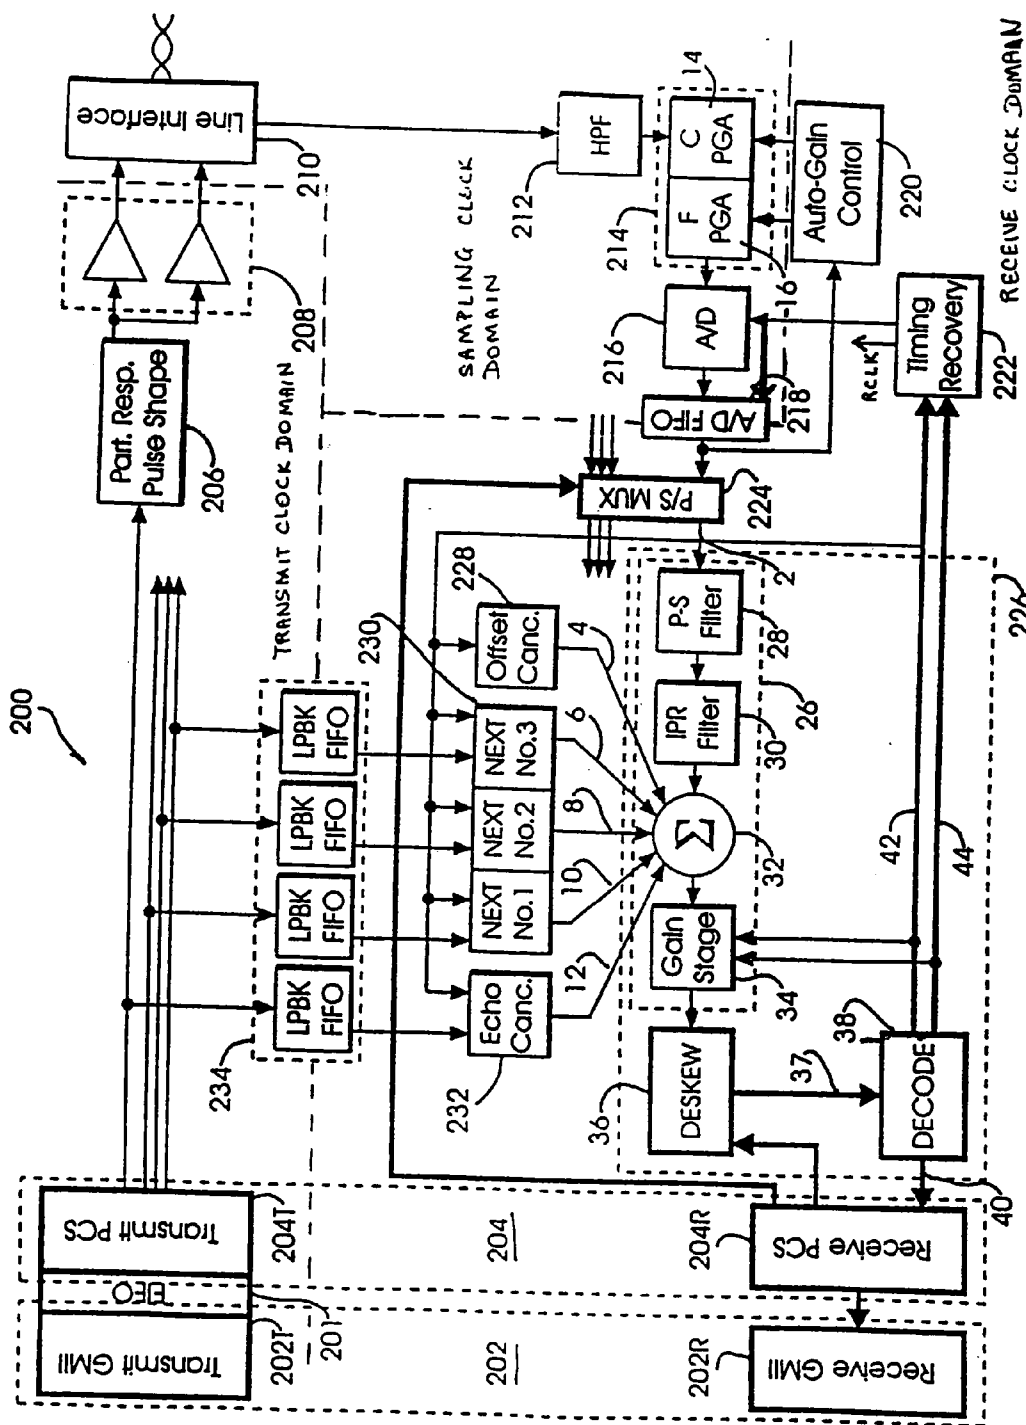 200
Transmit GMII
202T
FIFO
201
Transmit PCS
204T
202
204
Receive GMII
202R
Receive PCS
204R
Part. Resp.
Pulse Shape
206
208
Line Interface
210
TRANSMIT CLOCK DOMAIN
234
LPBK
FIFO
LPBK
FIFO
LPBK
FIFO
LPBK
FIFO
SAMPLING CLOCK
DOMAIN
HPF
212
214
F
PGA
C
PGA
14
16
A/D
216
A/D FIFO
218
Auto-Gain
Control
220
RECEIVE CLOCK DOMAIN
RCLK
Timing
Recovery
222
P/S MUX
224
Echo
Canc.
232
NEXT
No.1
NEXT
No.2
NEXT
No.3
230
Offset
Canc.
228
12
10
8
6
4
2
P-S
Filter
28
IPR
Filter
30
26
Σ
32
Gain
Stage
34
DESKEW
36
37
DECODE
38
40
42
44
226